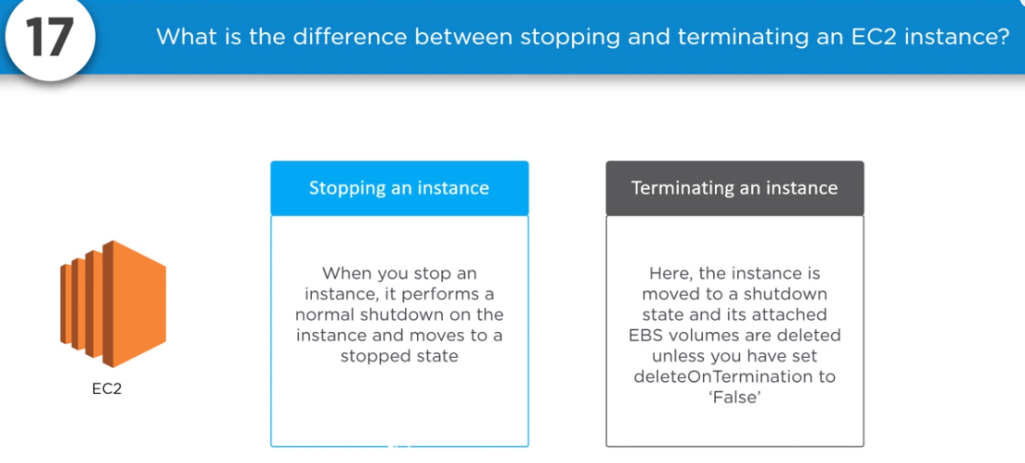 17
What is the difference between stopping and terminating an EC2 instance?
Stopping an instance
When you stop an
instance, it performs a
normal shutdown on the
instance and moves to a
stopped state
Terminating an instance
Here, the instance is
moved to a shutdown
state and its attached
EBS volumes are deleted
unless you have set
deleteOnTermination to
‘False’
EC2